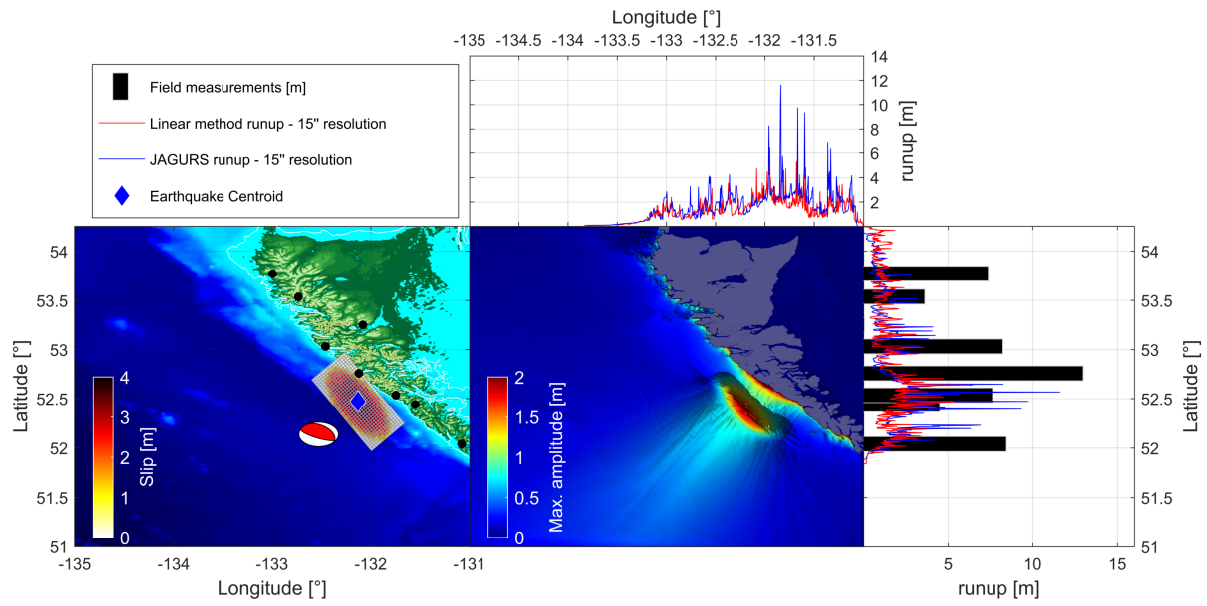 Longitude [°]
-135 -134.5 -134 -133.5 -133 -132.5 -132 -131.5
14
12
10
8
6
4
2
runup [m]
Field measurements [m]
Linear method runup - 15" resolution
JAGURS runup - 15" resolution
Earthquake Centroid
54
53.5
53
52.5
52
51.5
51
Latitude [°]
4
3
2
1
0
Slip [m]
-135 -134 -133 -132 -131
Longitude [°]
2
1.5
1
0.5
0
Max. amplitude [m]
54
53.5
53
52.5
52
51.5
51
Latitude [°]
5 10 15
runup [m]